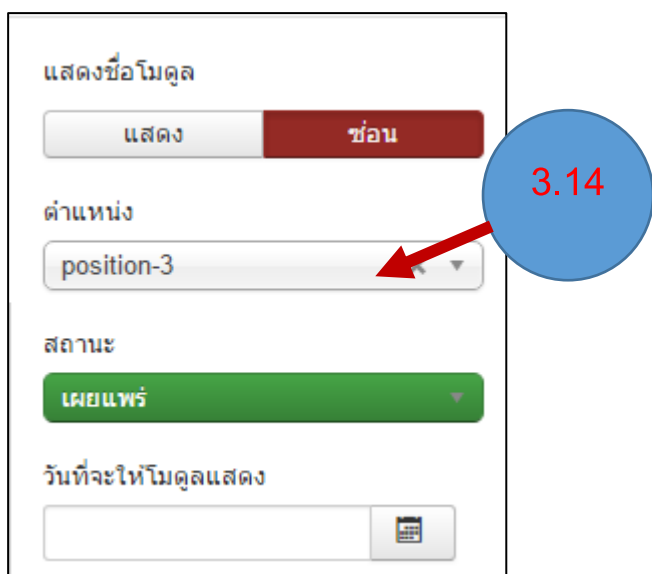 แสดงชื่อโมดูล
แสดง ซ่อน
3.14
ตำแหน่ง
position-3
สถานะ
เผยแพร่
วันที่จะให้โมดูลแสดง